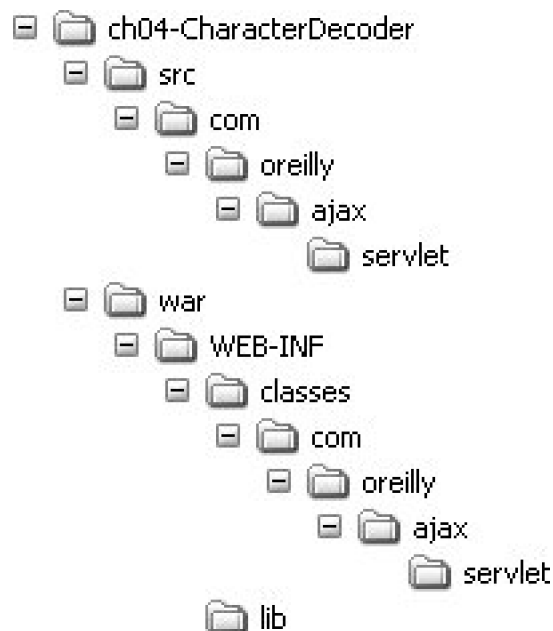 ch04-CharacterDecoder
src
com
oreilly
ajax
servlet
war
WEB-INF
classes
com
oreilly
ajax
servlet
lib